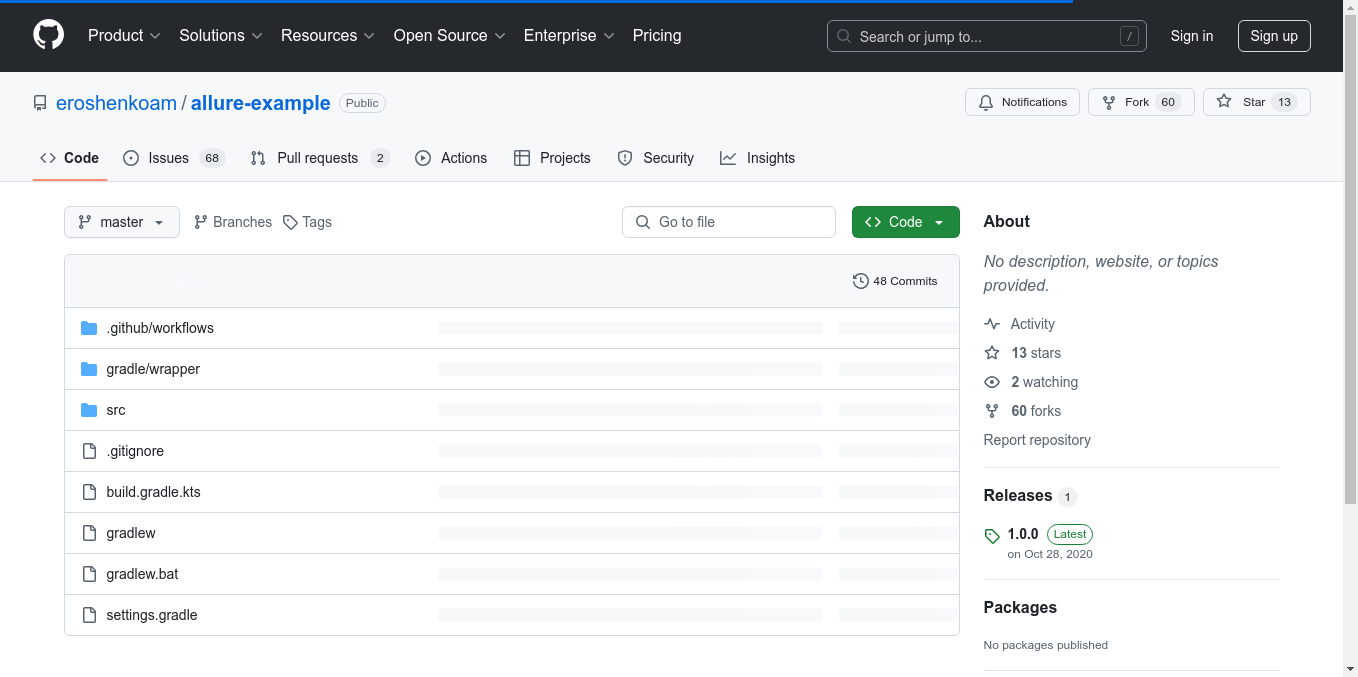 Product Solutions Resources Open Source Enterprise Pricing Search or jump to... / Sign in Sign up
eroshenkoam / allure-example Public Notifications Fork 60 Star 13
Code Issues 68 Pull requests 2 Actions Projects Security Insights
master Branches Tags Go to file Code
48 Commits
.github/workflows
gradle/wrapper
src
.gitignore
build.gradle.kts
gradlew
gradlew.bat
settings.gradle
About
No description, website, or topics
provided.
Activity
13 stars
2 watching
60 forks
Report repository
Releases 1
1.0.0 Latest
on Oct 28, 2020
Packages
No packages published